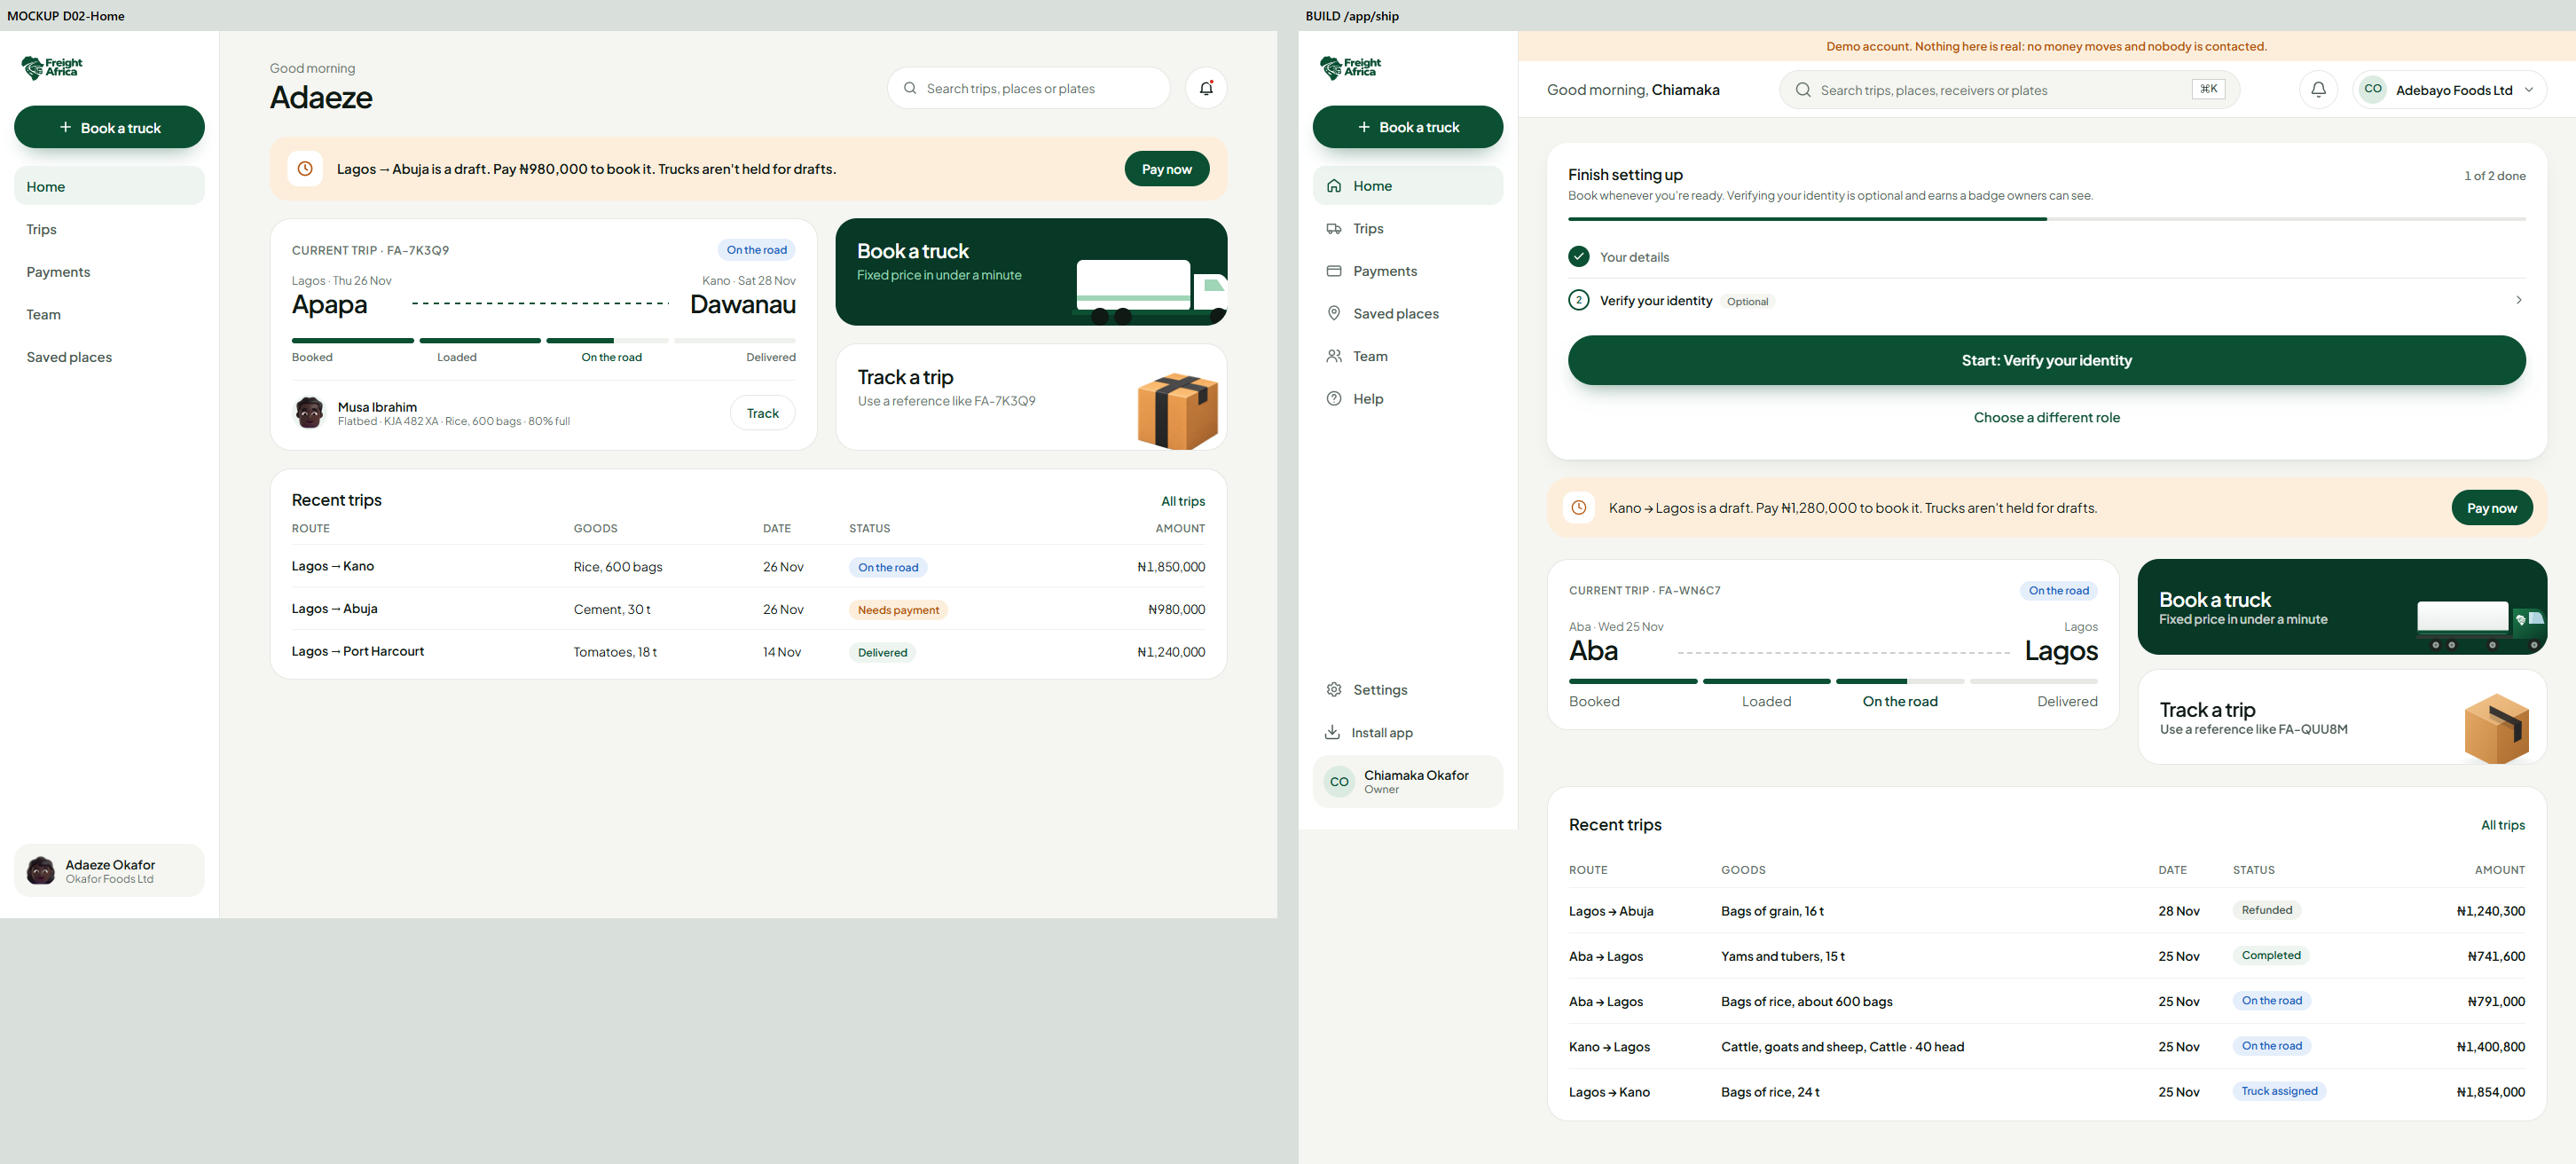 MOCKUP D02-Home
Freight
Africa
Book a truck
Home
Trips
Payments
Team
Saved places
Adaeze Okafor
Okafor Foods Ltd
Good morning
Adaeze
Search trips, places or plates
Lagos → Abuja is a draft. Pay ₦980,000 to book it. Trucks aren't held for drafts.
Pay now
CURRENT TRIP · FA-7K3Q9
On the road
Lagos · Thu 26 Nov
Kano · Sat 28 Nov
Apapa
Dawanau
Booked
Loaded
On the road
Delivered
Musa Ibrahim
Flatbed · KJA 482 XA · Rice, 600 bags · 80% full
Track
Book a truck
Fixed price in under a minute
Track a trip
Use a reference like FA-7K3Q9
Recent trips
All trips
ROUTE GOODS DATE STATUS AMOUNT
Lagos → Kano Rice, 600 bags 26 Nov On the road ₦1,850,000
Lagos → Abuja Cement, 30 t 26 Nov Needs payment ₦980,000
Lagos → Port Harcourt Tomatoes, 18 t 14 Nov Delivered ₦1,240,000
BUILD /app/ship
Freight
Africa
Book a truck
Home
Trips
Payments
Saved places
Team
Help
Settings
Install app
CO
Chiamaka Okafor
Owner
Demo account. Nothing here is real: no money moves and nobody is contacted.
Good morning, Chiamaka
Search trips, places, receivers or plates
⌘K
CO
Adebayo Foods Ltd
Finish setting up
1 of 2 done
Book whenever you're ready. Verifying your identity is optional and earns a badge owners can see.
Your details
2
Verify your identity
Optional
Start: Verify your identity
Choose a different role
Kano → Lagos is a draft. Pay ₦1,280,000 to book it. Trucks aren't held for drafts.
Pay now
CURRENT TRIP · FA-WN6C7
On the road
Aba · Wed 25 Nov
Lagos
Aba
Lagos
Booked
Loaded
On the road
Delivered
Book a truck
Fixed price in under a minute
Track a trip
Use a reference like FA-QUU8M
Recent trips
All trips
ROUTE GOODS DATE STATUS AMOUNT
Lagos → Abuja Bags of grain, 16 t 28 Nov Refunded ₦1,240,300
Aba → Lagos Yams and tubers, 15 t 25 Nov Completed ₦741,600
Aba → Lagos Bags of rice, about 600 bags 25 Nov On the road ₦791,000
Kano → Lagos Cattle, goats and sheep, Cattle · 40 head 25 Nov On the road ₦1,400,800
Lagos → Kano Bags of rice, 24 t 25 Nov Truck assigned ₦1,854,000